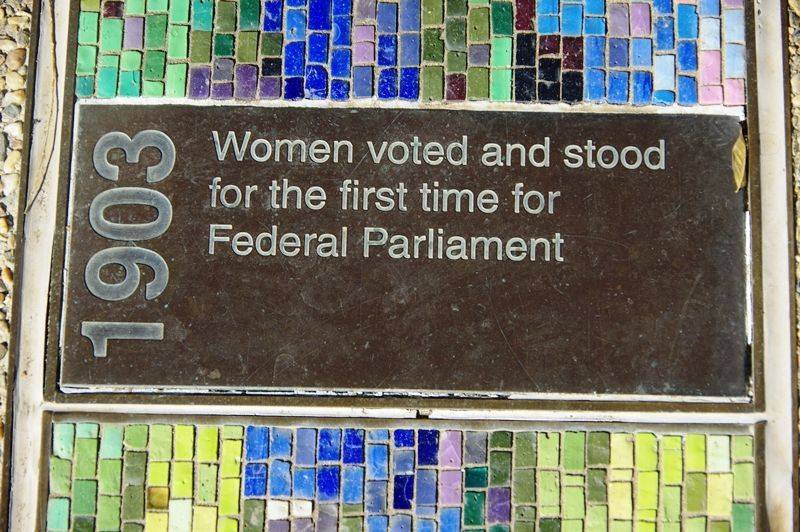 1903
Women voted and stood
for the first time for
Federal Parliament